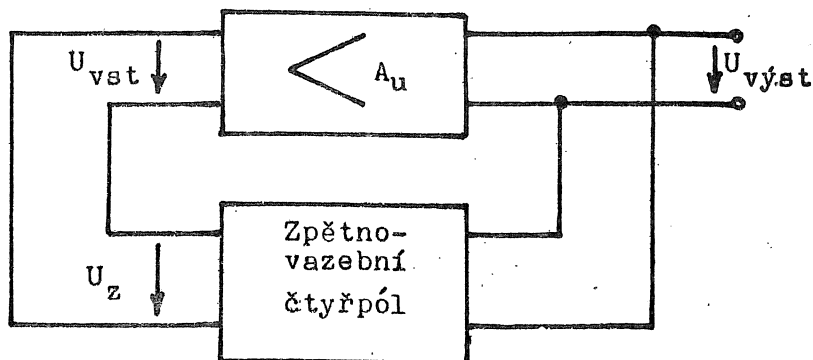 U_vst
A_u
U_výst
U_z
Zpětno-
vazební
čtyřpól